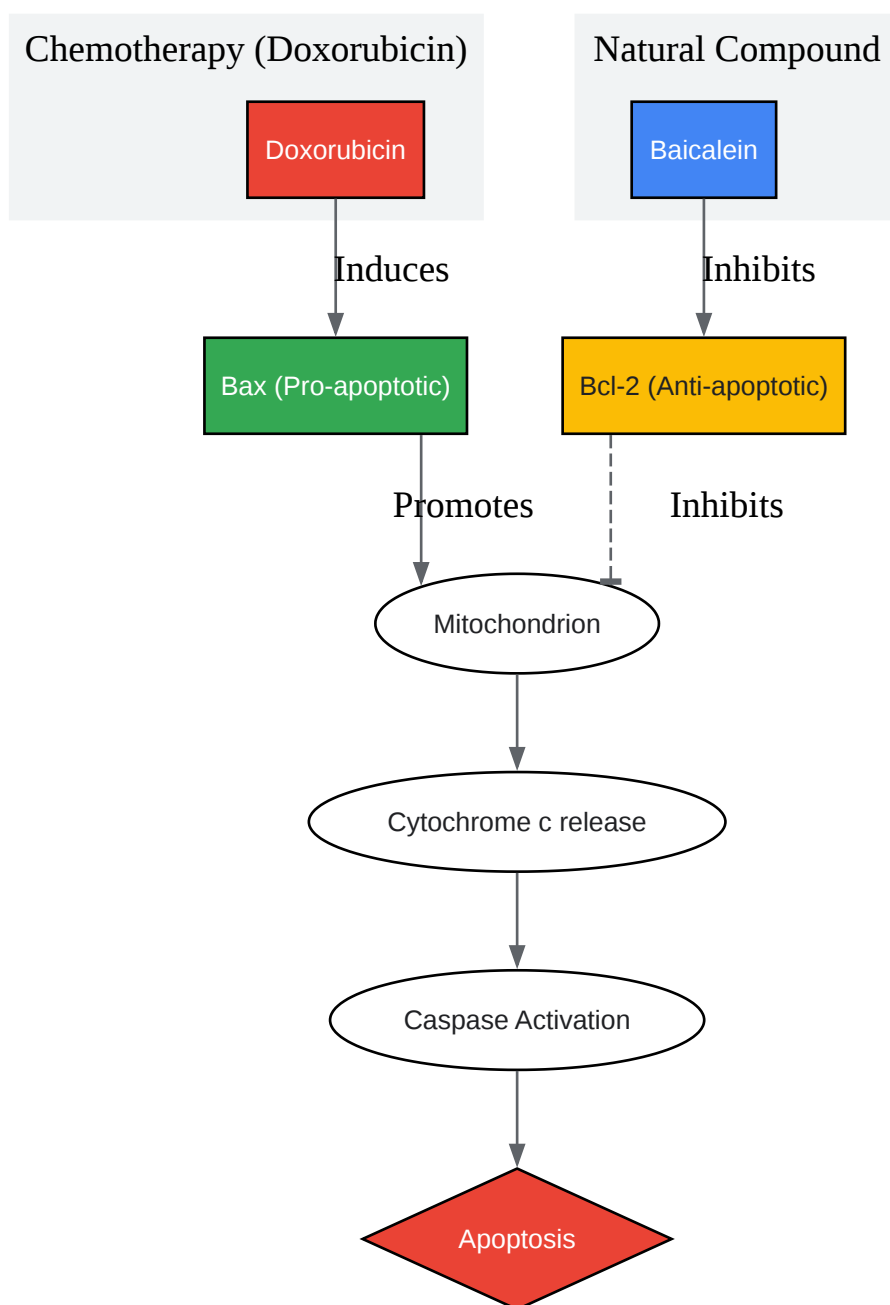 Chemotherapy (Doxorubicin)
Natural Compound
Doxorubicin
Baicalein
Induces
Inhibits
Bax (Pro-apoptotic)
Bcl-2 (Anti-apoptotic)
Promotes
Inhibits
Mitochondrion
Cytochrome c release
Caspase Activation
Apoptosis